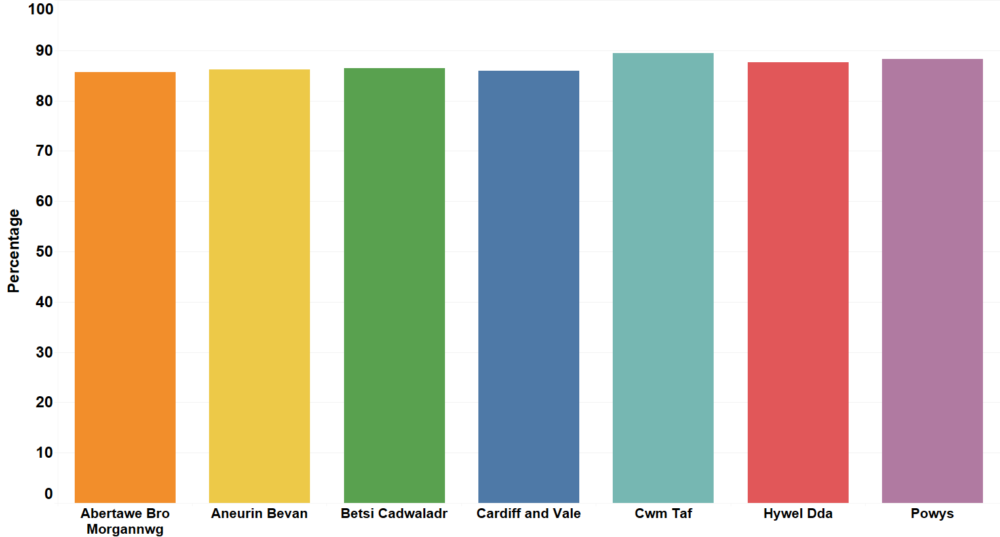 100
90
80
70
60
50
40
30
20
10
0
Percentage
Abertawe Bro
Morgannwg
Aneurin Bevan
Betsi Cadwaladr
Cardiff and Vale
Cwm Taf
Hywel Dda
Powys